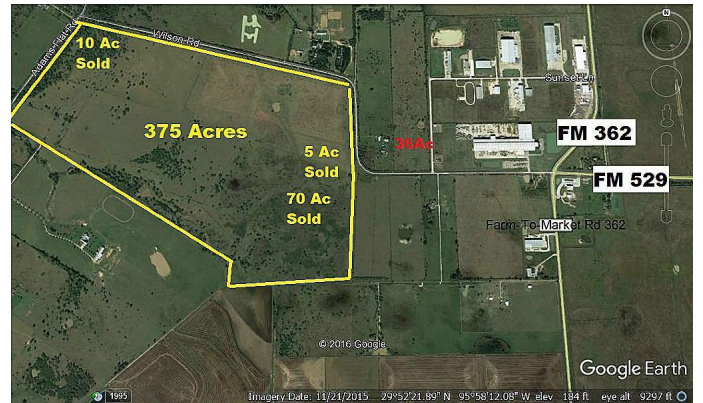 N
Adams Flat Rd
Wilson Rd
10 Ac
Sold
Sunset Ln
375 Acres
36Ac
FM 362
5 Ac
Sold
FM 529
70 Ac
Sold
Farm-To-Market Rd 362
© 2016 Google
Google Earth
1995
Imagery Date: 11/21/2015 29°52'21.89" N 95°58'12.08" W elev 184 ft eye alt 9297 ft